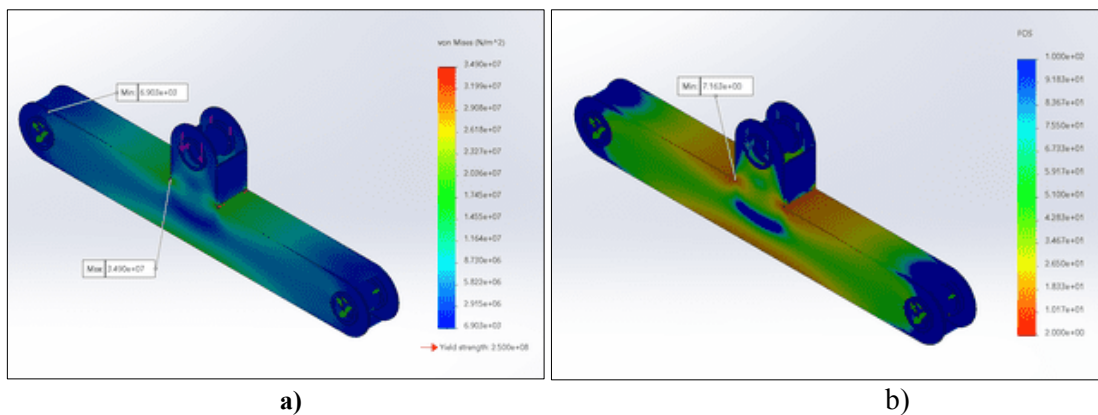 von Mises (N/m^2)
3.490e+07
3.199e+07
2.908e+07
2.618e+07
2.327e+07
2.036e+07
1.745e+07
1.455e+07
1.164e+07
8.730e+06
5.823e+06
2.915e+06
6.903e+03
Yield strength: 2.500e+08
Min: 6.903e+03
Max: 3.490e+07
a)
FOS
1.000e+02
9.183e+01
8.367e+01
7.550e+01
6.733e+01
5.917e+01
5.100e+01
4.283e+01
3.467e+01
2.650e+01
1.833e+01
1.017e+01
2.000e+00
Min: 7.163e+00
b)